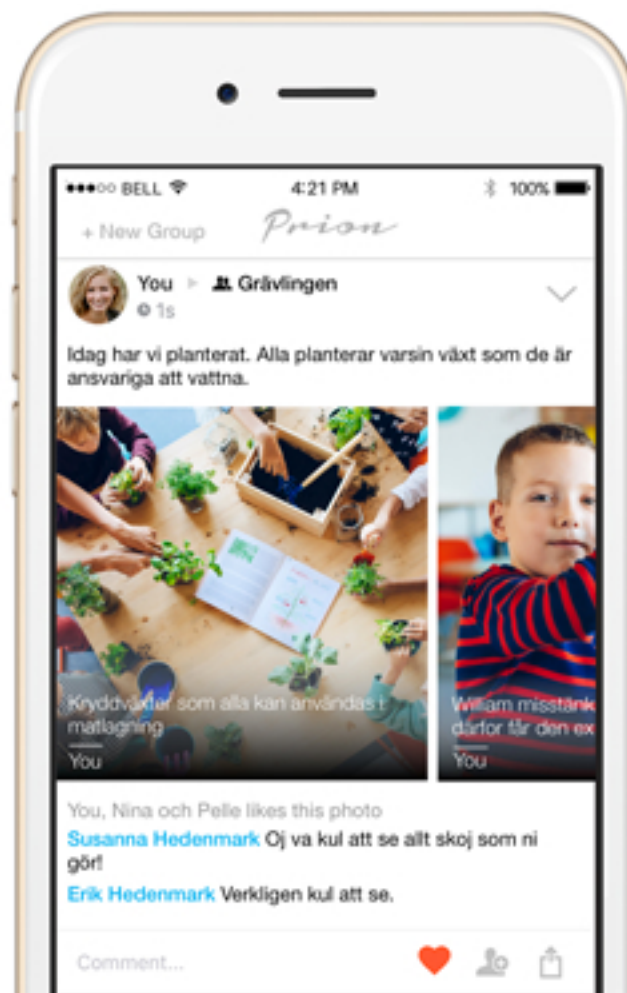 BELL 4:21 PM 100%
+ New Group Prion
You Grävlingen
1s
Idag har vi planterat. Alla planterar varsin växt som de är
ansvariga att vattna.
Kryddväxter som alla kan användas i
matlagning
You
William misstänk
därfor får den ex
You
You, Nina och Pelle likes this photo
Susanna Hedenmark Oj va kul att se allt skoj som ni
gör!
Erik Hedenmark Verkligen kul att se.
Comment...